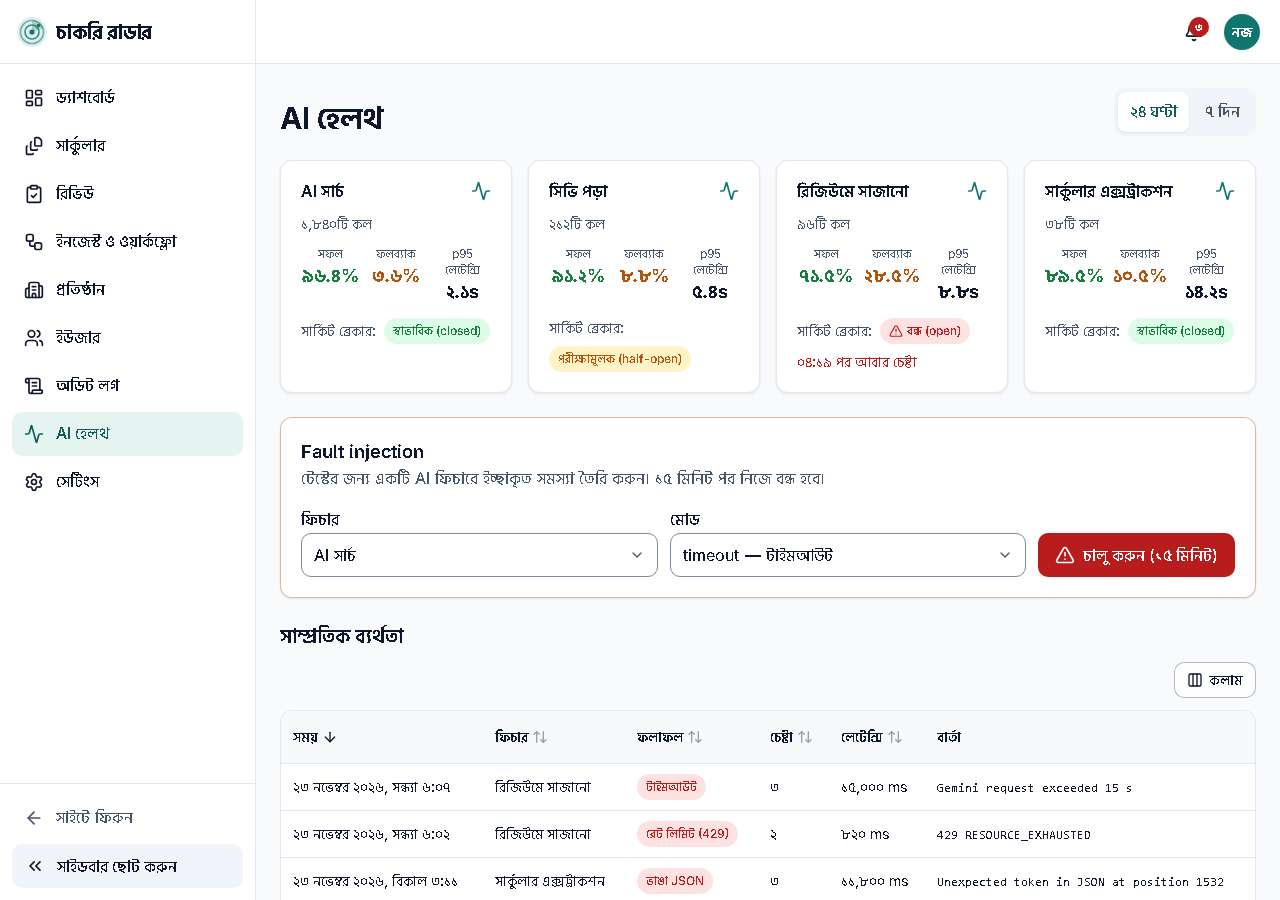 চাকরি রাডার
৩
নজ
ড্যাশবোর্ড
সার্কুলার
রিভিউ
ইনজেস্ট ও ওয়ার্কফ্লো
প্রতিষ্ঠান
ইউজার
অডিট লগ
AI হেলথ
সেটিংস
সাইটে ফিরুন
সাইডবার ছোট করুন
AI হেলথ
২৪ ঘণ্টা
৭ দিন
AI সার্চ
১,৮৪০টি কল
সফল ফলব্যাক p95 লেটেন্সি
৯৬.৪% ৩.৬% ২.১s
সার্কিট ব্রেকার: স্বাভাবিক (closed)
সিভি পড়া
২১২টি কল
সফল ফলব্যাক p95 লেটেন্সি
৯১.২% ৮.৮% ৫.৪s
সার্কিট ব্রেকার:
পরীক্ষামূলক (half-open)
রিজিউমে সাজানো
৯৬টি কল
সফল ফলব্যাক p95 লেটেন্সি
৭১.৫% ২৮.৫% ৮.৮s
সার্কিট ব্রেকার: বন্ধ (open)
০৪:১৯ পর আবার চেষ্টা
সার্কুলার এক্সট্রাকশন
৩৮টি কল
সফল ফলব্যাক p95 লেটেন্সি
৮৯.৫% ১০.৫% ১৪.২s
সার্কিট ব্রেকার: স্বাভাবিক (closed)
Fault injection
টেস্টের জন্য একটি AI ফিচারে ইচ্ছাকৃত সমস্যা তৈরি করুন। ১৫ মিনিট পর নিজে বন্ধ হবে।
ফিচার
AI সার্চ
মোড
timeout — টাইমআউট
চালু করুন (১৫ মিনিট)
সাম্প্রতিক ব্যর্থতা
কলাম
সময় ফিচার ফলাফল চেষ্টা লেটেন্সি বার্তা
২৩ নভেম্বর ২০২৬, সন্ধ্যা ৬:০৭ রিজিউমে সাজানো টাইমআউট ৩ ১৫,০০০ ms Gemini request exceeded 15 s
২৩ নভেম্বর ২০২৬, সন্ধ্যা ৬:০২ রিজিউমে সাজানো রেট লিমিট (429) ২ ৮২০ ms 429 RESOURCE_EXHAUSTED
২৩ নভেম্বর ২০২৬, বিকাল ৩:১১ সার্কুলার এক্সট্রাকশন ভাঙা JSON ৩ ১১,৮০০ ms Unexpected token in JSON at position 1532